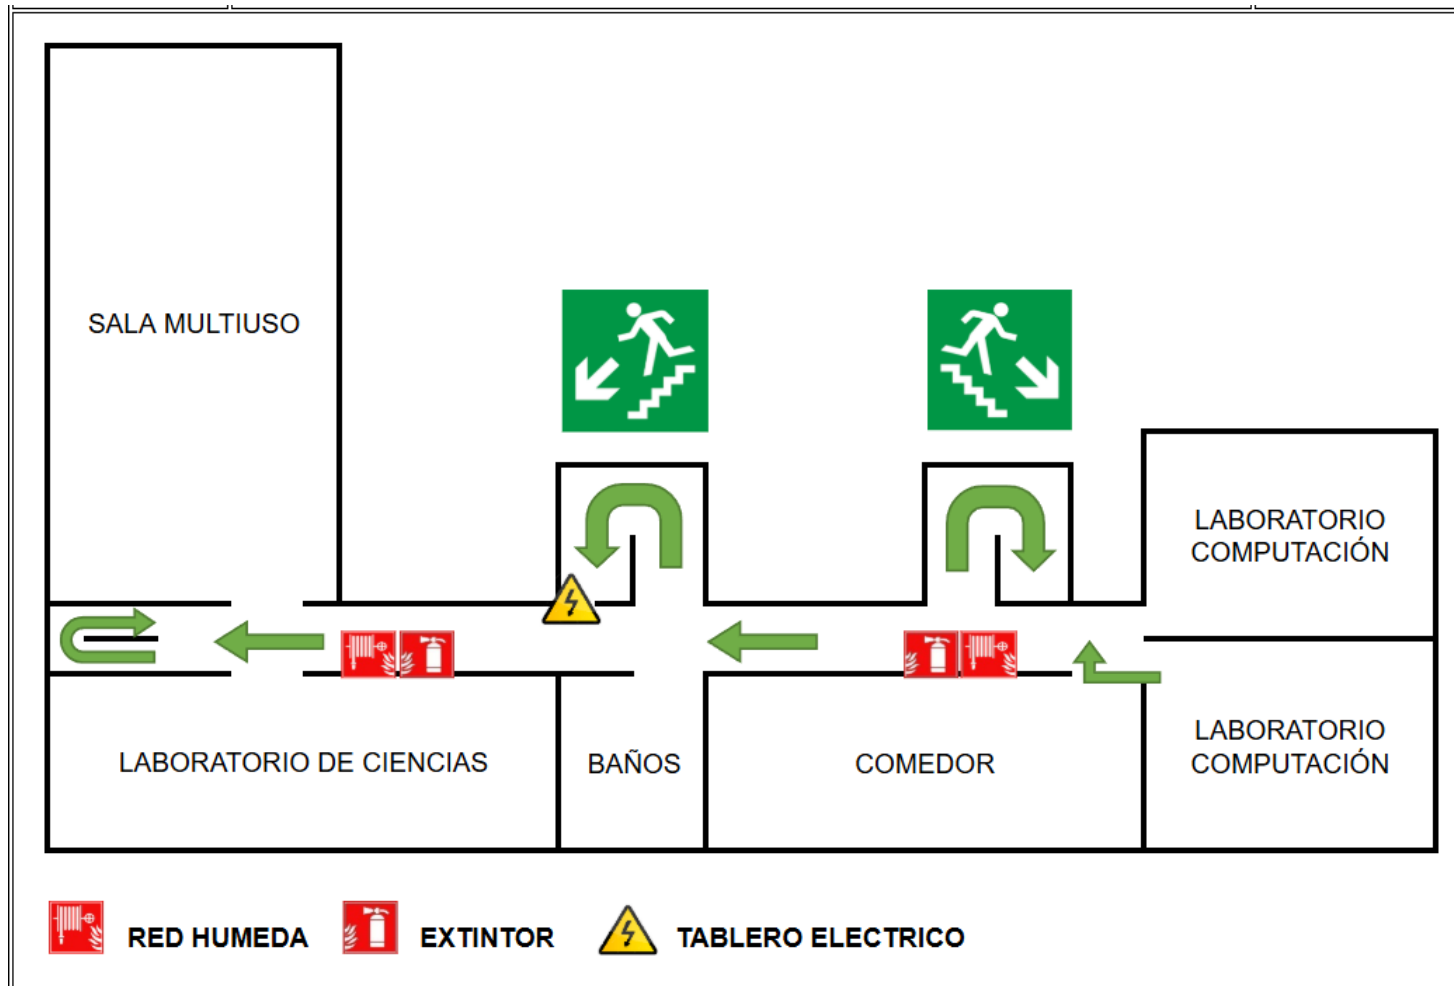 SALA MULTIUSO
LABORATORIO
COMPUTACIÓN
LABORATORIO DE CIENCIAS
BAÑOS
COMEDOR
LABORATORIO
COMPUTACIÓN
RED HUMEDA
EXTINTOR
TABLERO ELECTRICO